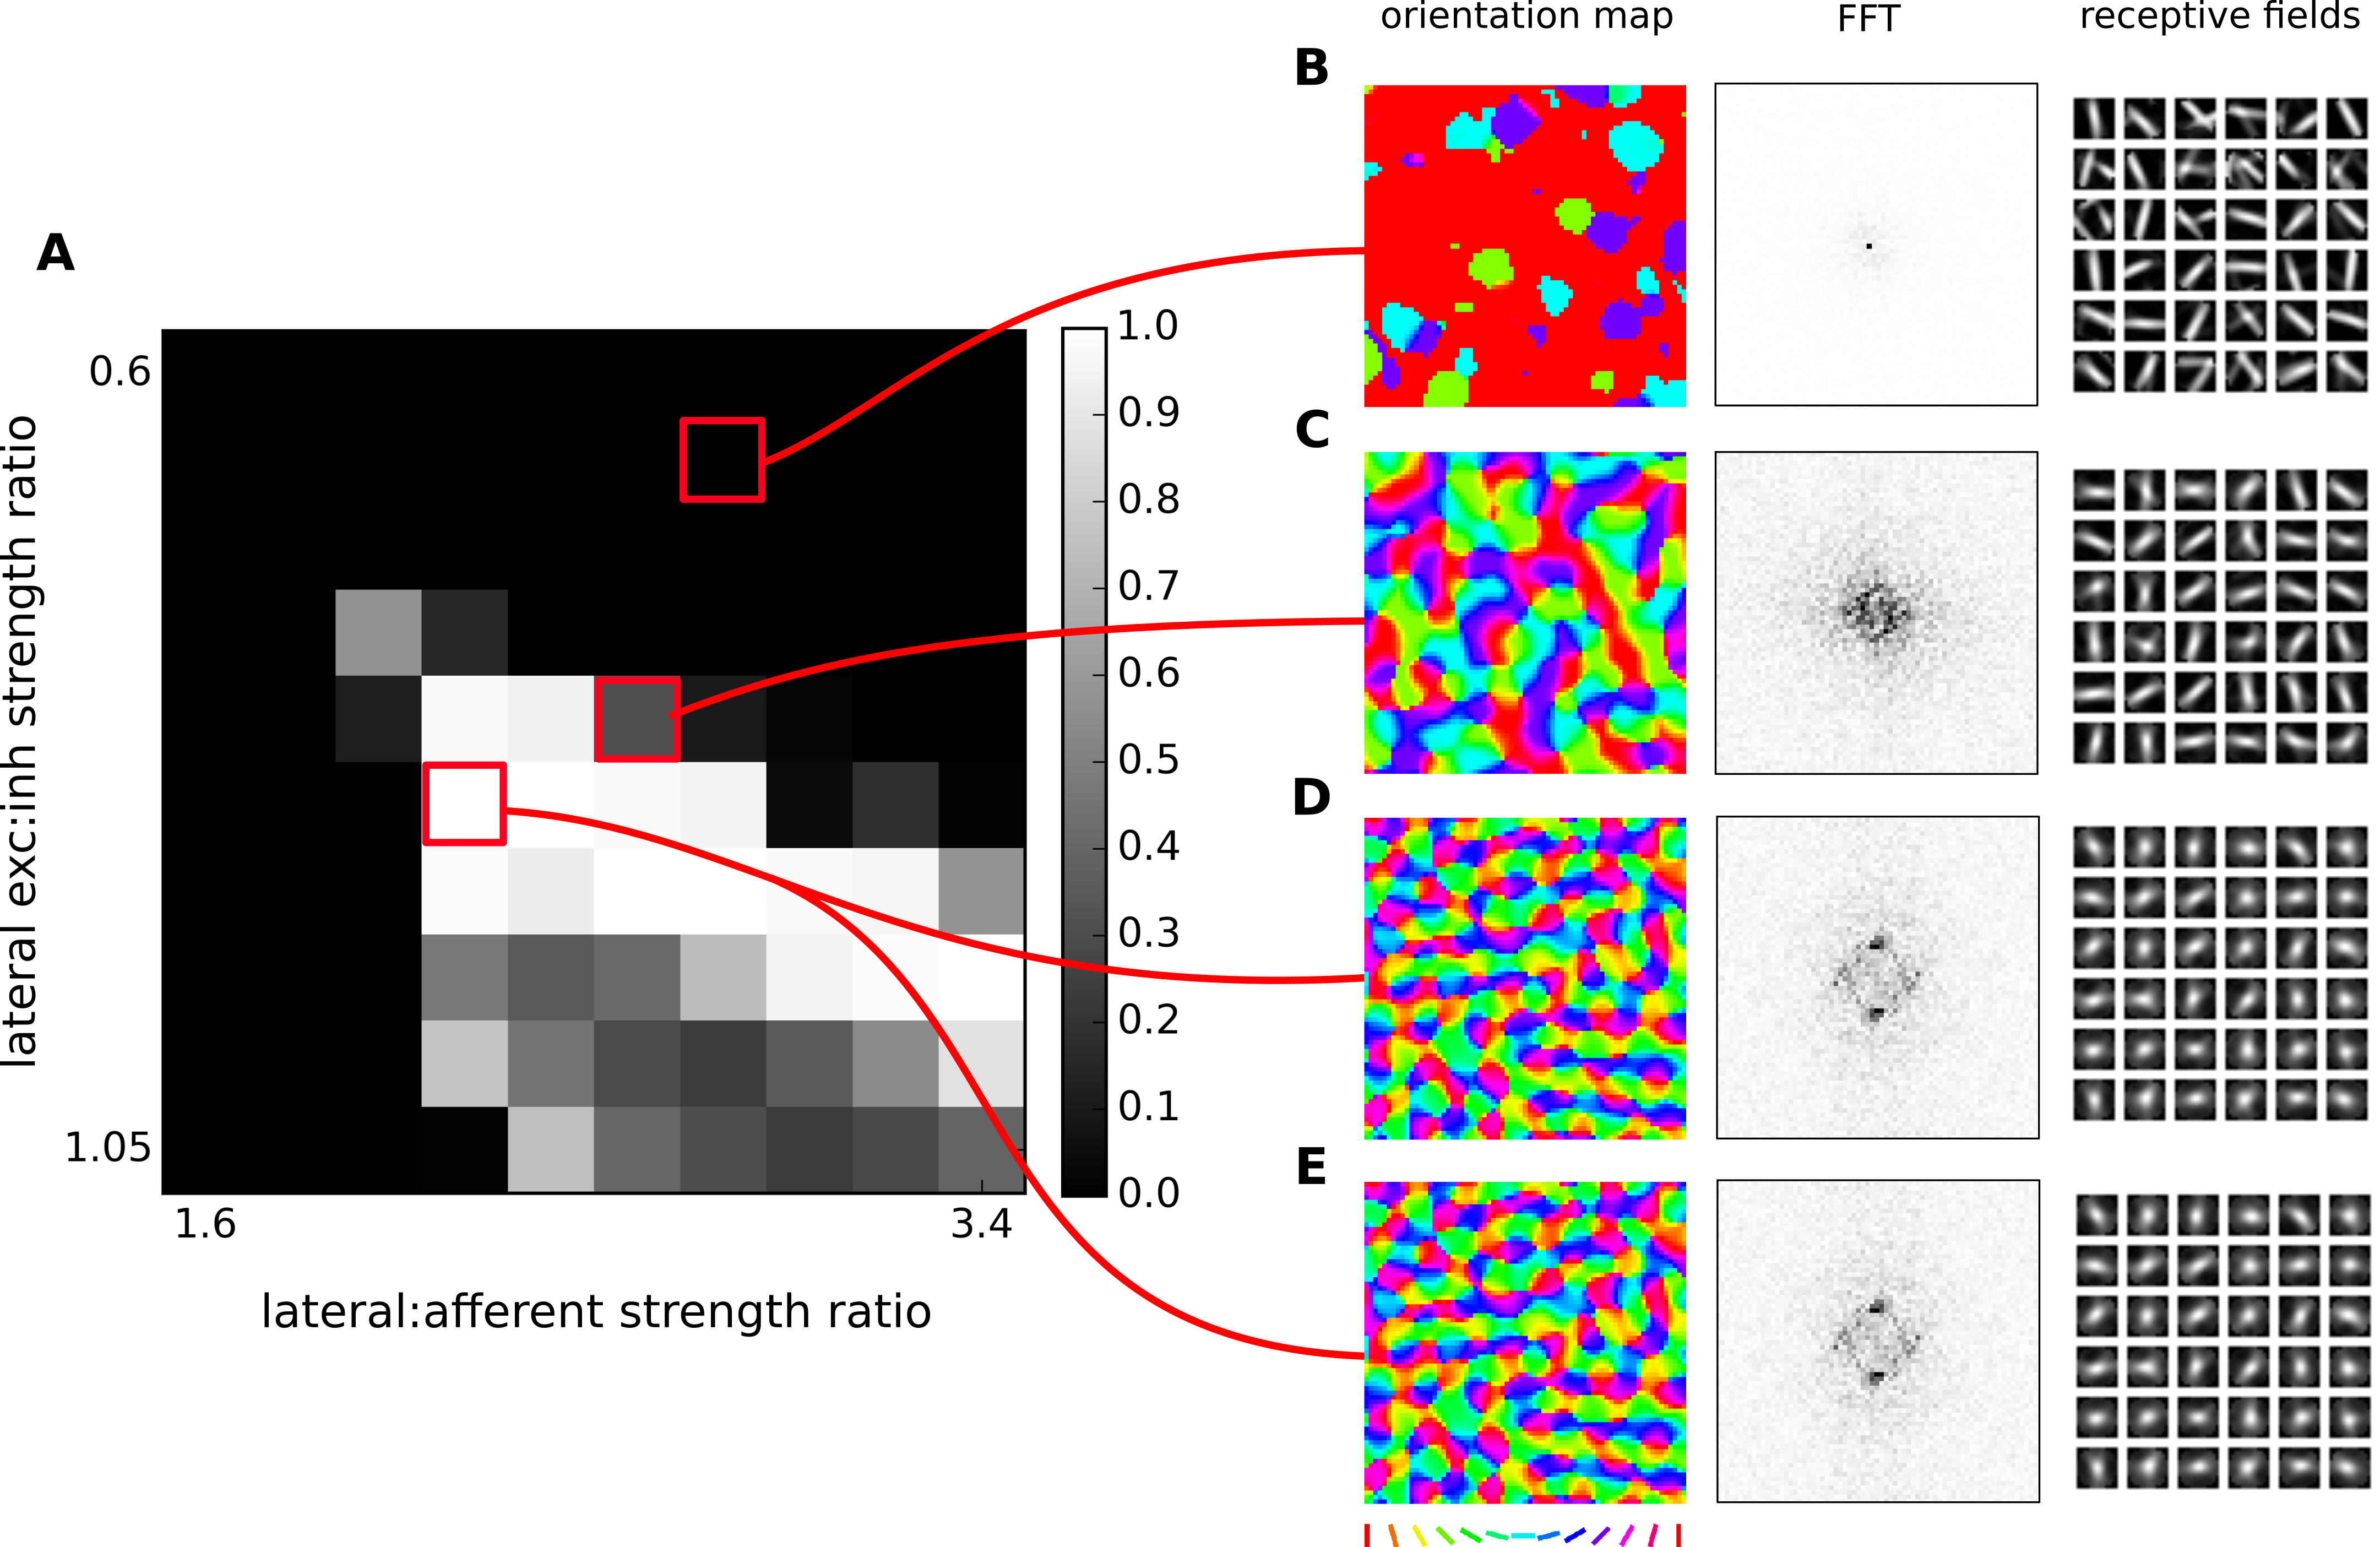 orientation map
FFT
receptive fields
B
A
0.6
lateral exc:inh strength ratio
1.05
1.6
3.4
lateral:afferent strength ratio
1.0
0.9
0.8
0.7
0.6
0.5
0.4
0.3
0.2
0.1
0.0
C
D
E